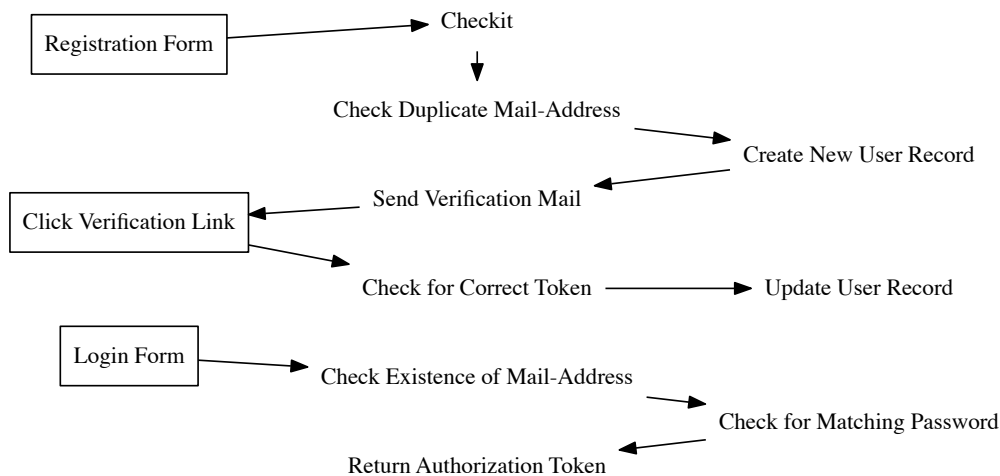 Registration Form
Checkit
Check Duplicate Mail-Address
Create New User Record
Send Verification Mail
Click Verification Link
Check for Correct Token
Update User Record
Login Form
Check Existence of Mail-Address
Check for Matching Password
Return Authorization Token